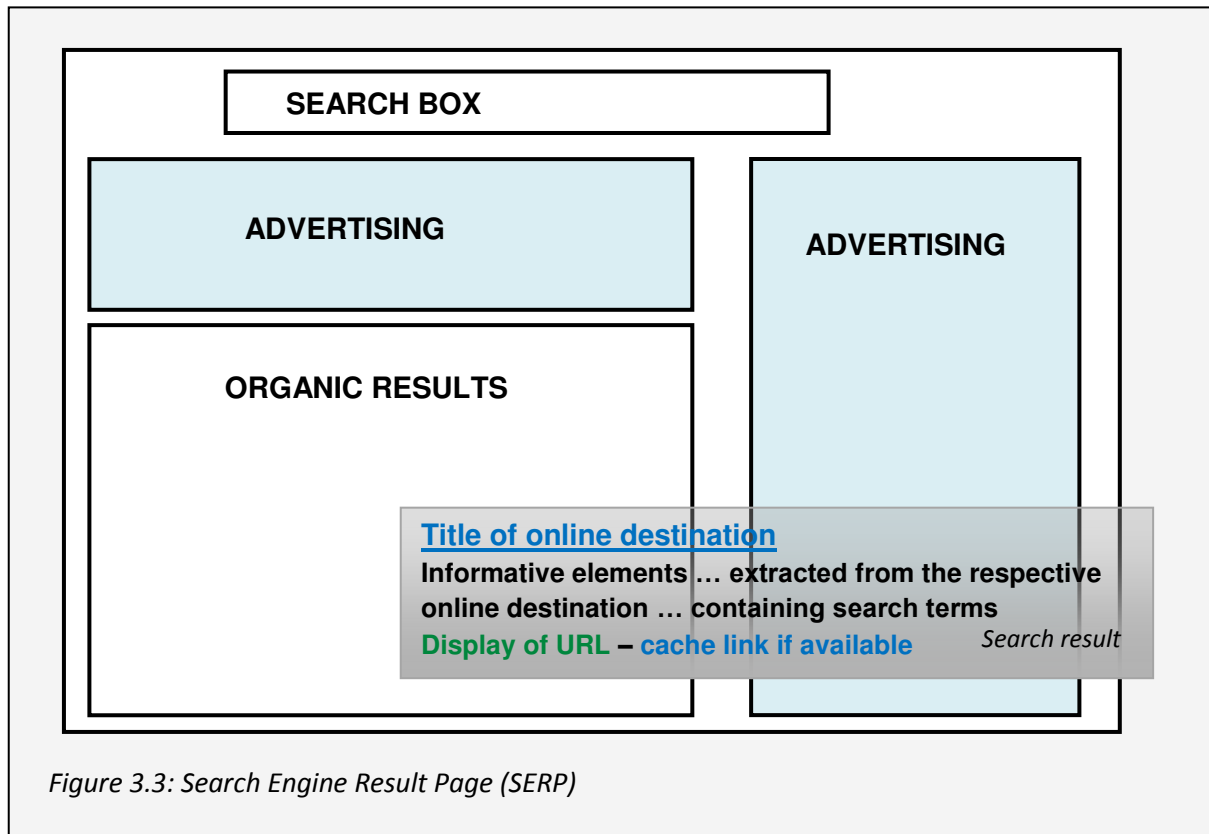 SEARCH BOX
ADVERTISING
ADVERTISING
ORGANIC RESULTS
Title of online destination
Informative elements … extracted from the respective
online destination … containing search terms
Display of URL – cache link if available
Search result
Figure 3.3: Search Engine Result Page (SERP)